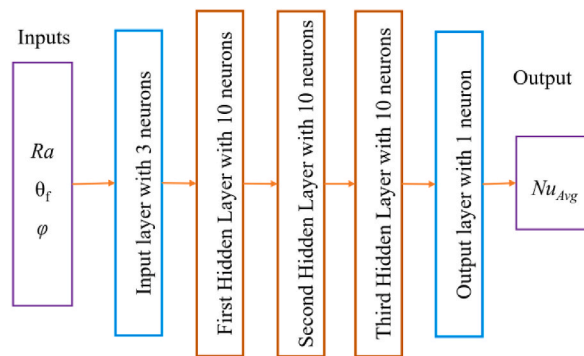 Inputs
Ra
θf
φ
Input layer with 3 neurons
First Hidden Layer with 10 neurons
Second Hidden Layer with 10 neurons
Third Hidden Layer with 10 neurons
Output layer with 1 neuron
Output
NuAvg